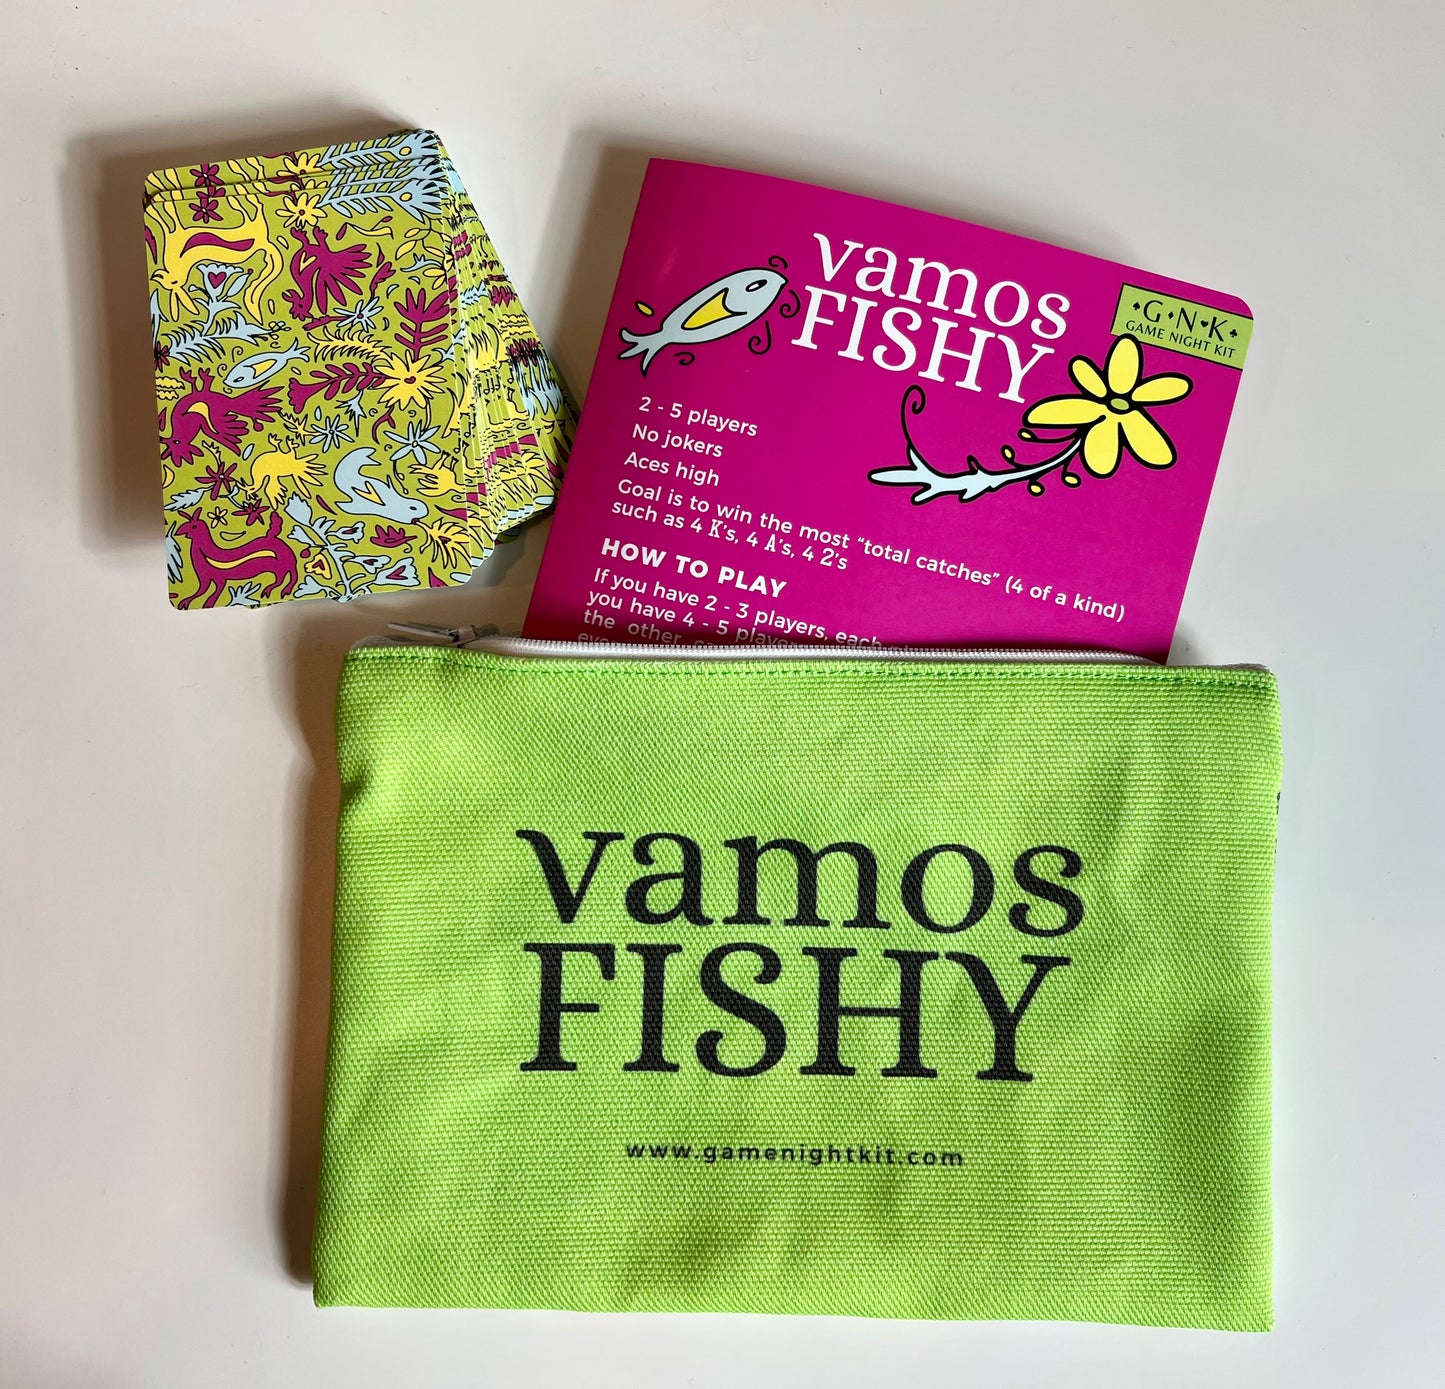 vamos
FISHY
G N K
GAME NIGHT KIT
2 - 5 players
No jokers
Aces high
Goal is to win the most “total catches” (4 of a kind)
such as 4 K's, 4 A's, 4 2's
HOW TO PLAY
If you have 2 - 3 players, each
you have 4 - 5
the other
vamos
FISHY
www.gamenightkit.com